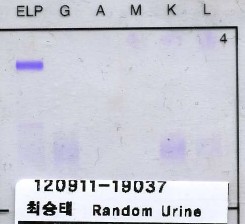 ELP G A M K L
4
120911-19037
최승태 Random Urine